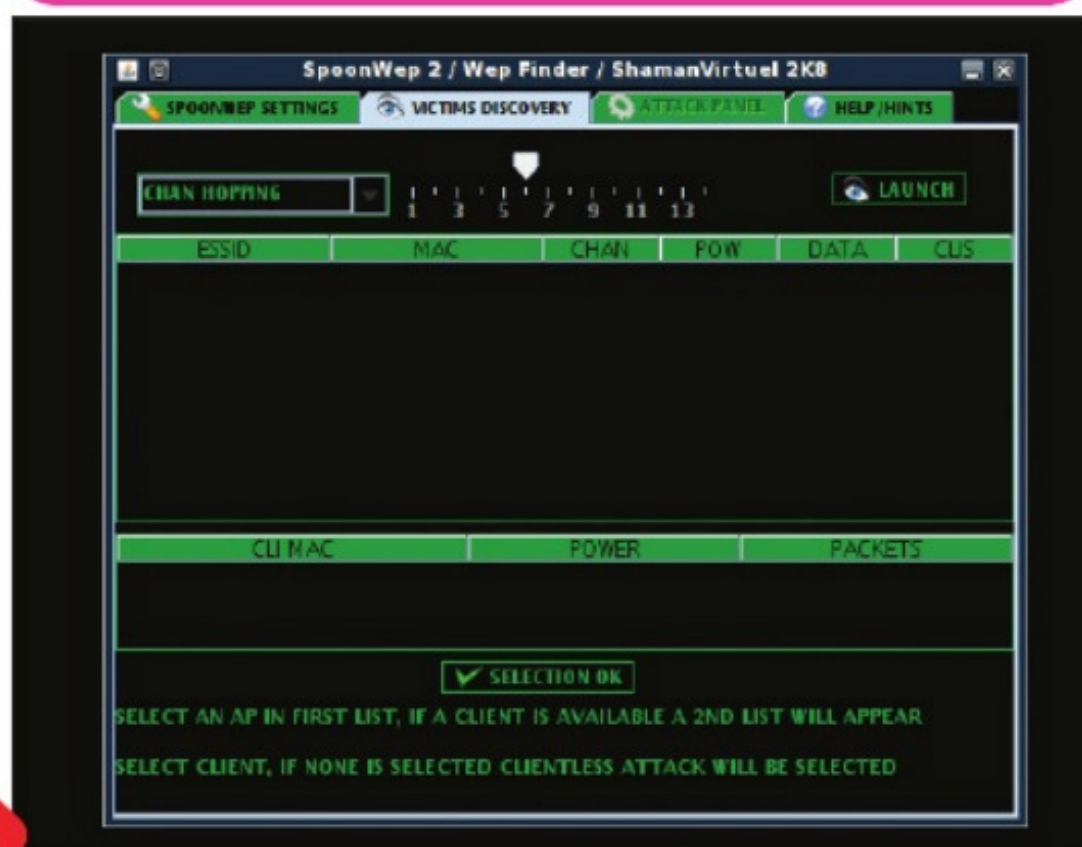 SpoonWep 2 / Wep Finder / ShamanVirtuel 2K8
SPOONWEP SETTINGS VICTIMS DISCOVERY ATTACK PANEL HELP /HINTS
CHAN HOPPING LAUNCH
1 3 5 7 9 11 13
ESSID MAC CHAN POW DATA CLIS
CLI MAC POWER PACKETS
SELECTION OK
SELECT AN AP IN FIRST LIST, IF A CLIENT IS AVAILABLE A 2ND LIST WILL APPEAR
SELECT CLIENT, IF NONE IS SELECTED CLIENTLESS ATTACK WILL BE SELECTED